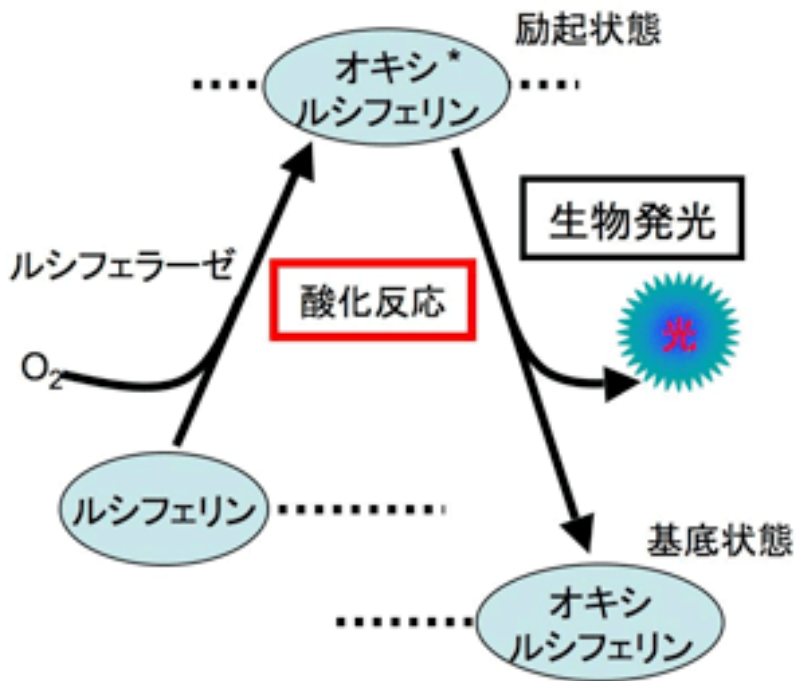 励起状態
オキシ*
ルシフェリン
生物発光
ルシフェラーゼ
酸化反応
光
O₂
ルシフェリン
基底状態
オキシ
ルシフェリン